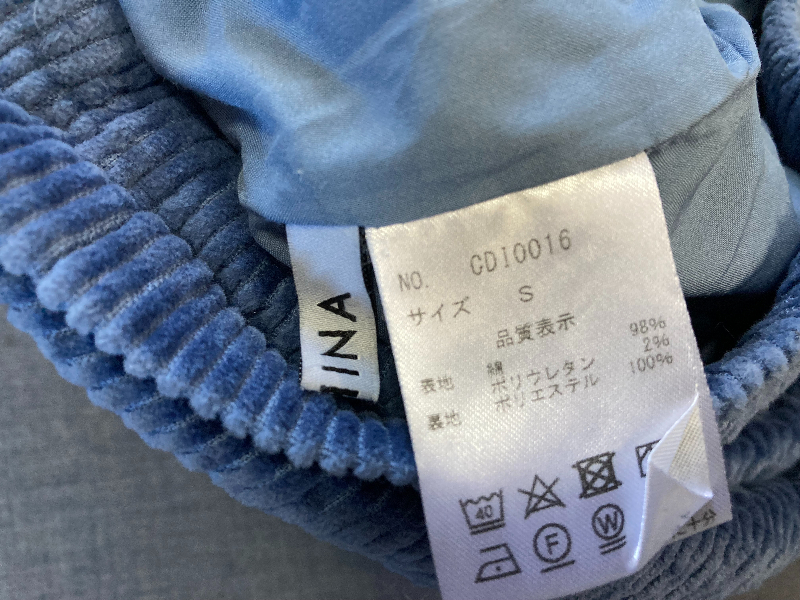 NO. CDI0016
サイズ S
品質表示
表地 綿 98%
ポリウレタン 2%
裏地 ポリエステル 100%
40
F
W
INA